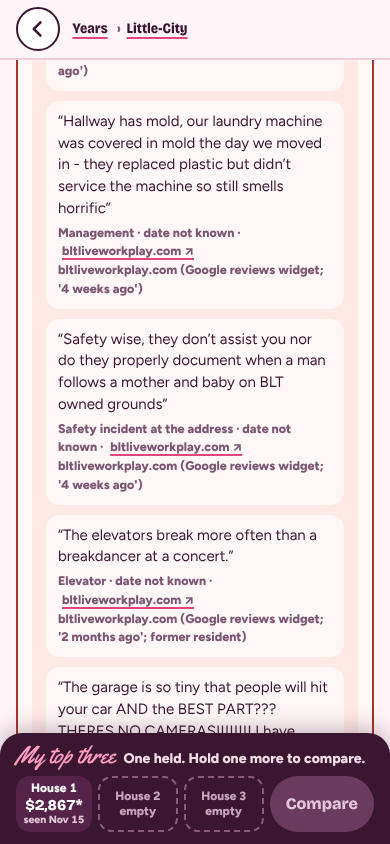 Years › Little-City
ago')
“Hallway has mold, our laundry machine
was covered in mold the day we moved
in - they replaced plastic but didn’t
service the machine so still smells
horrific”
Management · date not known ·
bltliveworkplay.com ↗
bltliveworkplay.com (Google reviews widget;
'4 weeks ago')
“Safety wise, they don’t assist you nor
do they properly document when a man
follows a mother and baby on BLT
owned grounds”
Safety incident at the address · date not
known · bltliveworkplay.com ↗
bltliveworkplay.com (Google reviews widget;
'4 weeks ago')
“The elevators break more often than a
breakdancer at a concert.”
Elevator · date not known ·
bltliveworkplay.com ↗
bltliveworkplay.com (Google reviews widget;
'2 months ago'; former resident)
“The garage is so tiny that people will hit
your car AND the BEST PART???
THERES NO CAMERAS!!!!!!!! I have
My top three One held. Hold one more to compare.
House 1
$2,867*
seen Nov 15
House 2
empty
House 3
empty
Compare